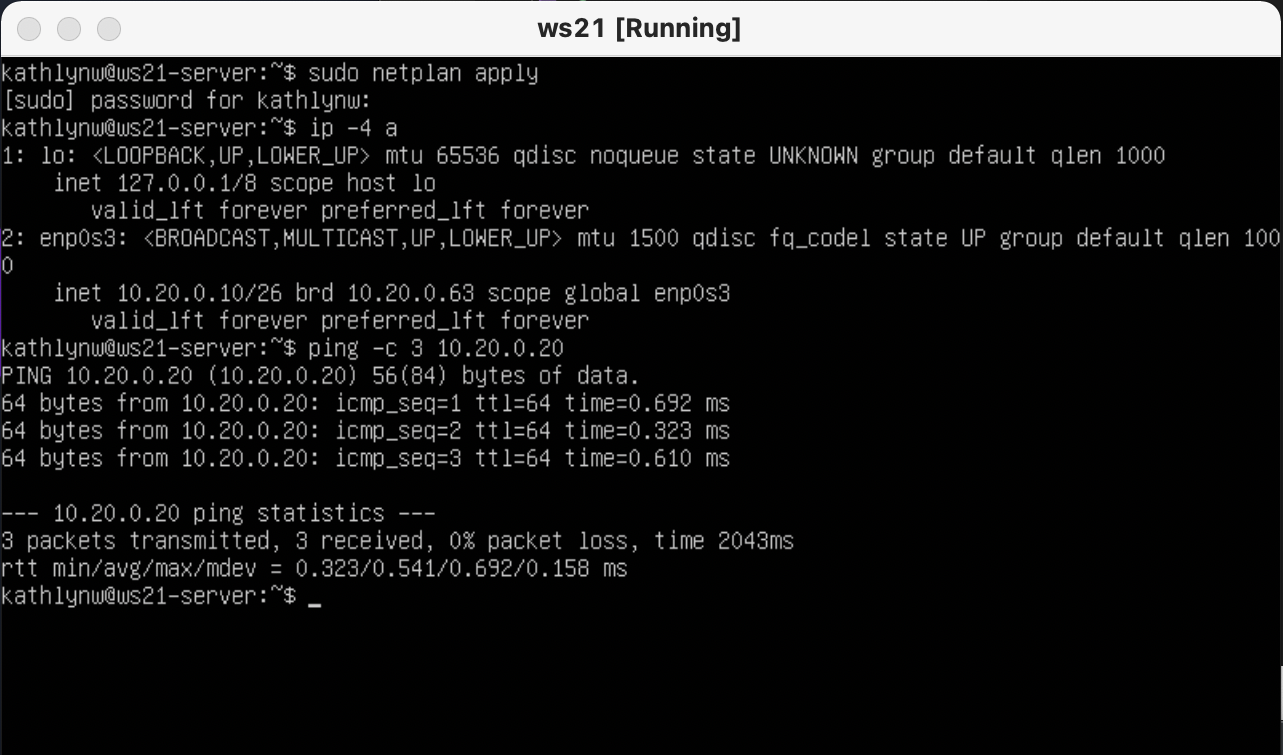 ws21 [Running]
kathlynw@ws21-server:~$ sudo netplan apply
[sudo] password for kathlynw:
kathlynw@ws21-server:~$ ip -4 a
1: lo: <LOOPBACK,UP,LOWER_UP> mtu 65536 qdisc noqueue state UNKNOWN group default qlen 1000
    inet 127.0.0.1/8 scope host lo
       valid_lft forever preferred_lft forever
2: enp0s3: <BROADCAST,MULTICAST,UP,LOWER_UP> mtu 1500 qdisc fq_codel state UP group default qlen 100
0
    inet 10.20.0.10/26 brd 10.20.0.63 scope global enp0s3
       valid_lft forever preferred_lft forever
kathlynw@ws21-server:~$ ping -c 3 10.20.0.20
PING 10.20.0.20 (10.20.0.20) 56(84) bytes of data.
64 bytes from 10.20.0.20: icmp_seq=1 ttl=64 time=0.692 ms
64 bytes from 10.20.0.20: icmp_seq=2 ttl=64 time=0.323 ms
64 bytes from 10.20.0.20: icmp_seq=3 ttl=64 time=0.610 ms

--- 10.20.0.20 ping statistics ---
3 packets transmitted, 3 received, 0% packet loss, time 2043ms
rtt min/avg/max/mdev = 0.323/0.541/0.692/0.158 ms
kathlynw@ws21-server:~$ _